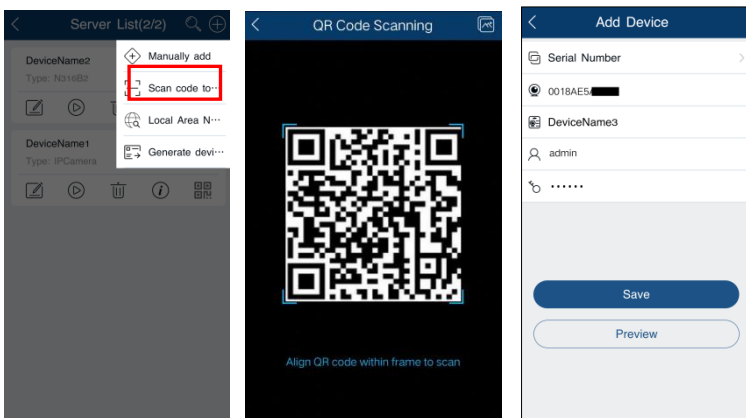 Server List(2/2)
DeviceName2
Type: N316B2
Manually add
Scan code to···
Local Area N···
Generate devi···
DeviceName1
Type: IPCamera
QR Code Scanning
Align QR code within frame to scan
Add Device
Serial Number
0018AE5
DeviceName3
admin
······
Save
Preview